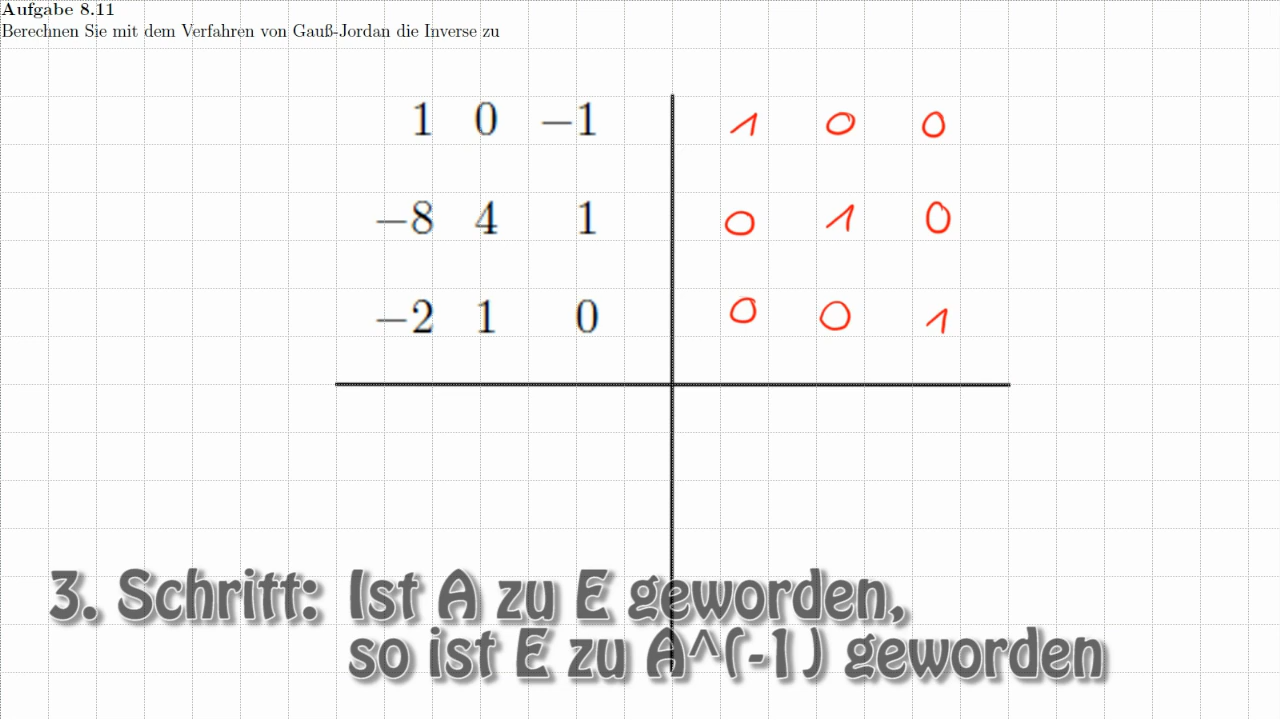 Aufgabe 8.11
Berechnen Sie mit dem Verfahren von Gauß-Jordan die Inverse zu
1 0 −1 1 0 0
−8 4 1 0 1 0
−2 1 0 0 0 1
3. Schritt: Ist A zu E geworden,
so ist E zu A^(-1) geworden